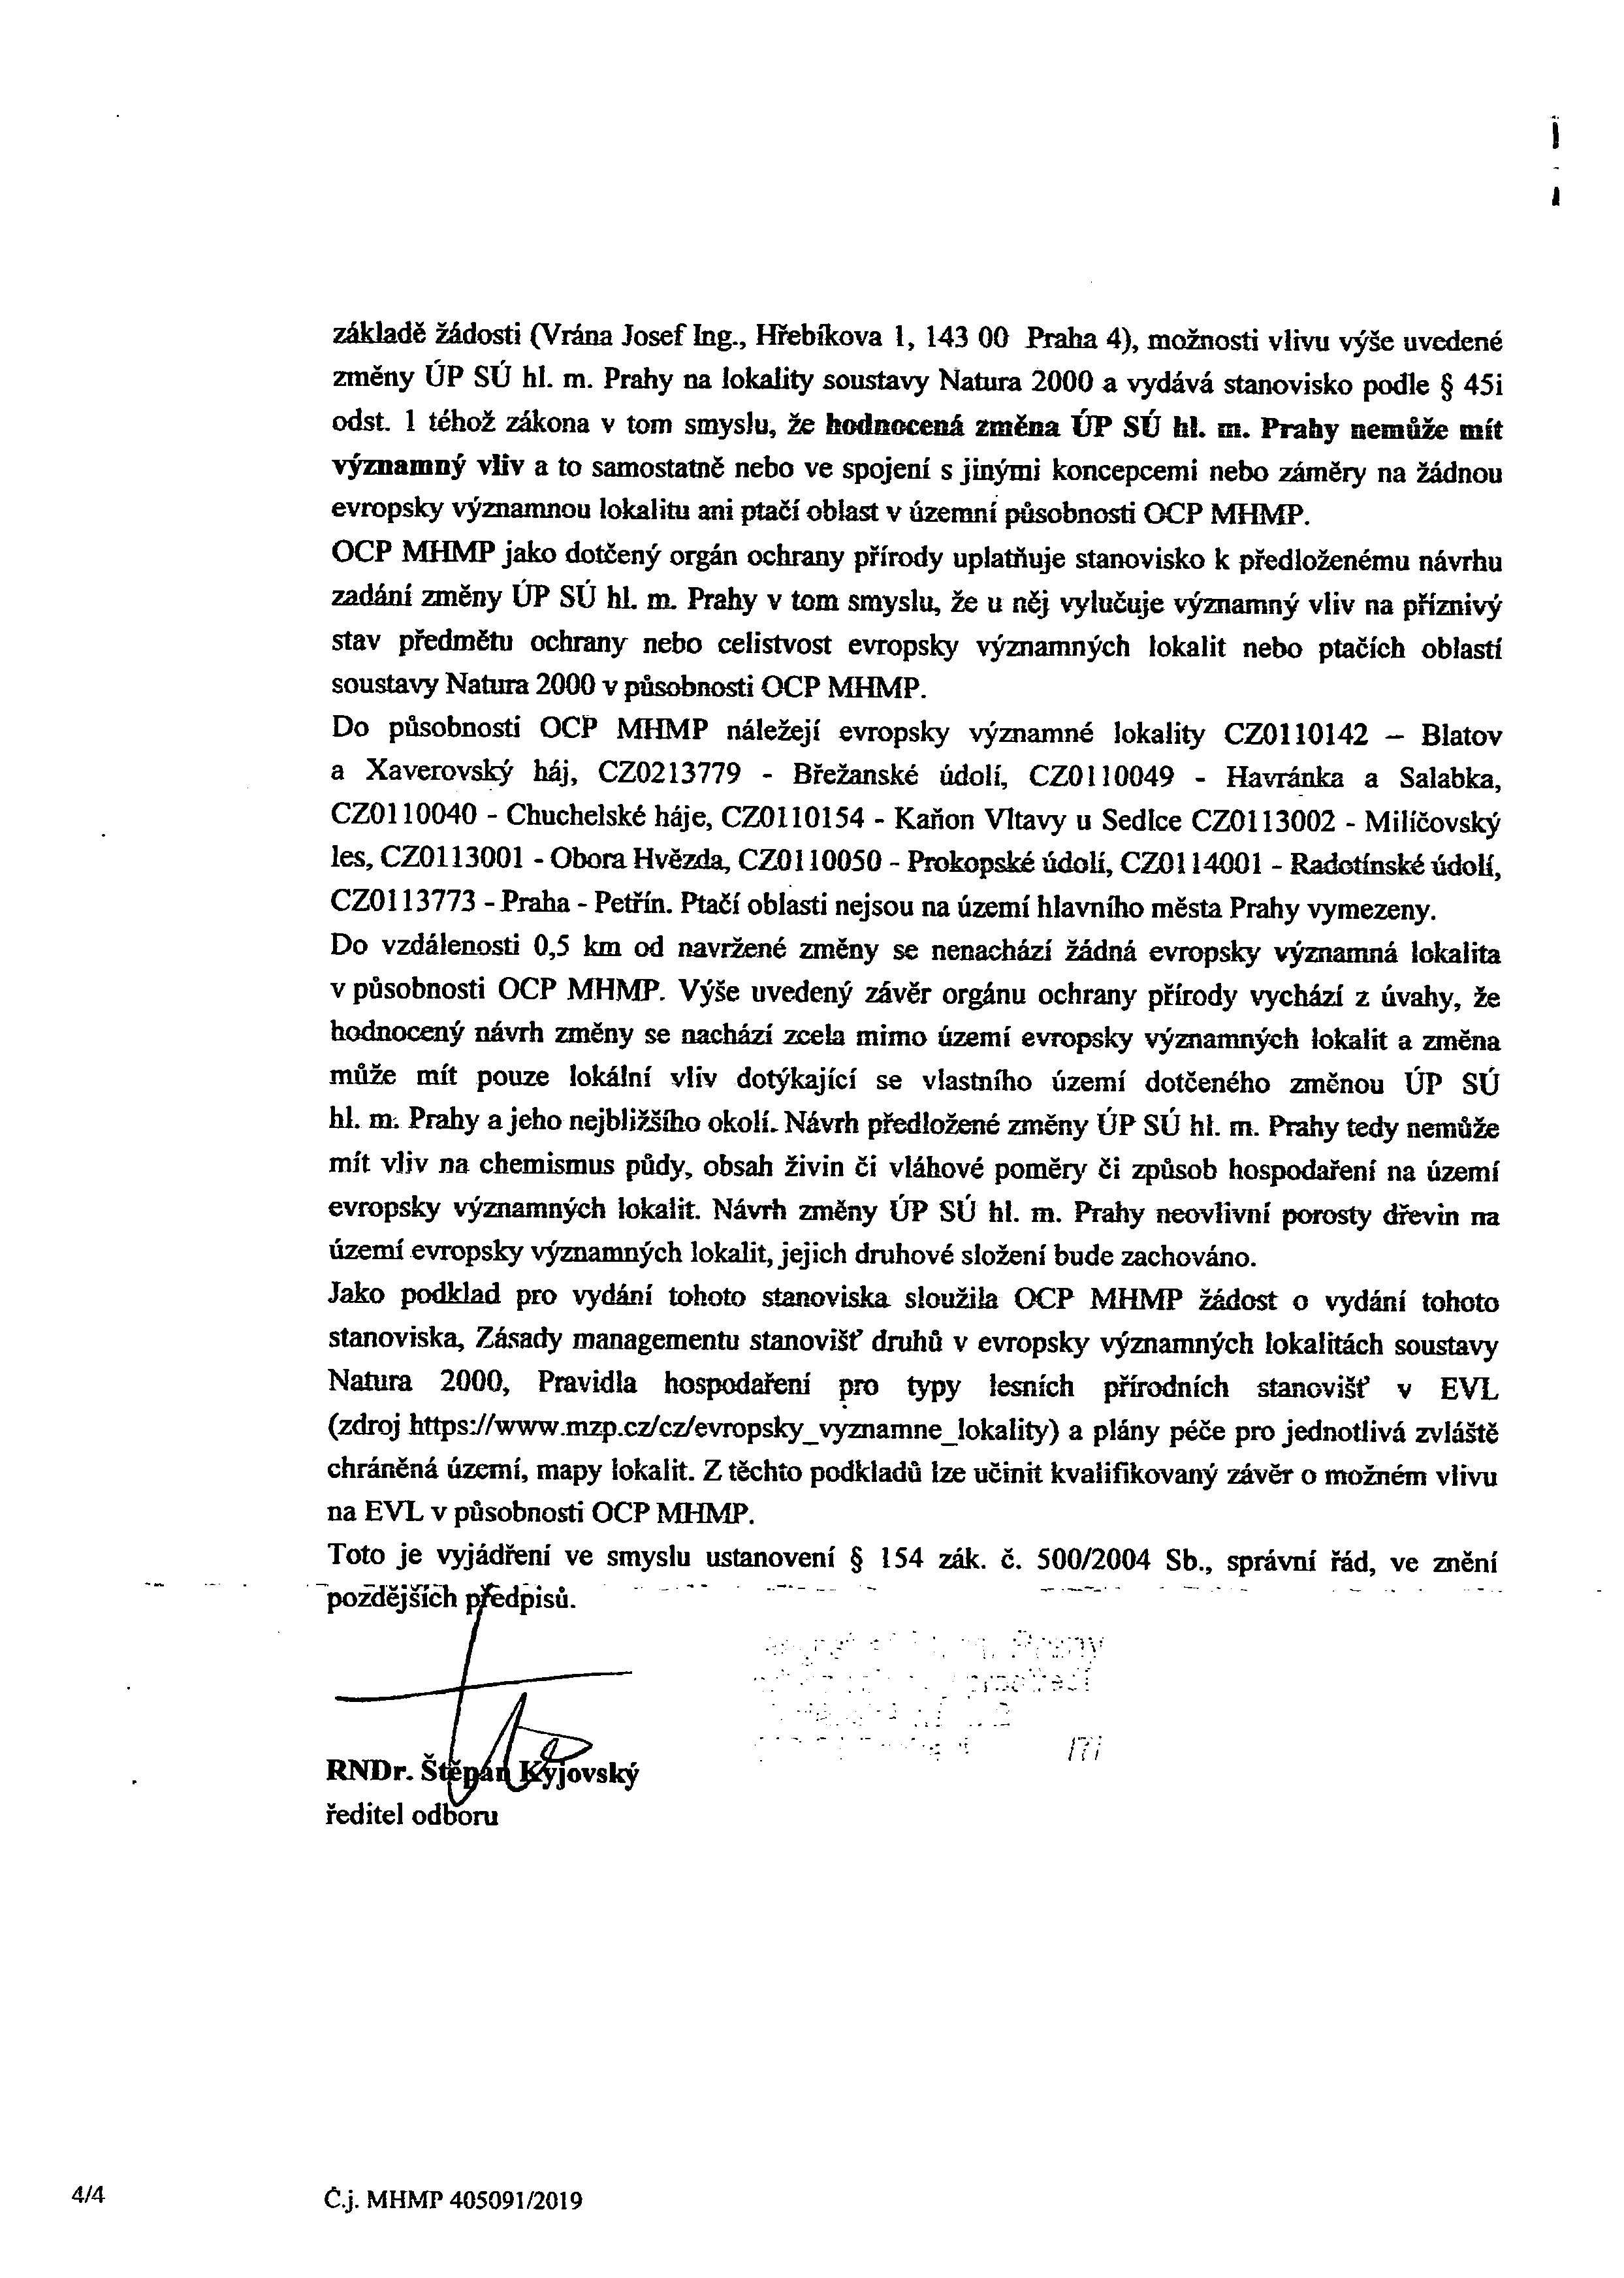 základě žádosti (Vrána Josef Ing., Hřebíkova 1, 143 00 Praha 4), možnosti vlivu výše uvedené
změny ÚP SÚ hl. m. Prahy na lokality soustavy Natura 2000 a vydává stanovisko podle § 45i
odst. 1 téhož zákona v tom smyslu, že hodnocená změna ÚP SÚ hl. m. Prahy nemůže mít
významný vliv a to samostatně nebo ve spojení s jinými koncepcemi nebo záměry na žádnou
evropsky významnou lokalitu ani ptačí oblast v územní působnosti OCP MHMP.
OCP MHMP jako dotčený orgán ochrany přírody uplatňuje stanovisko k předloženému návrhu
zadání změny ÚP SÚ hl. m. Prahy v tom smyslu, že u něj vylučuje významný vliv na příznivý
stav předmětu ochrany nebo celistvost evropsky významných lokalit nebo ptačích oblastí
soustavy Natura 2000 v působnosti OCP MHMP.
Do působnosti OCP MHMP náležejí evropsky významné lokality CZ0110142 – Blatov
a Xaverovský háj, CZ0213779 - Břežanské údolí, CZ0110049 - Havránka a Salabka,
CZ0110040 - Chuchelské háje, CZ0110154 - Kaňon Vltavy u Sedlce CZ0113002 - Milíčovský
les, CZ0113001 - Obora Hvězda, CZ0110050 - Prokopské údolí, CZ0114001 - Radotínské údolí,
CZ0113773 - Praha - Petřín. Ptačí oblasti nejsou na území hlavního města Prahy vymezeny.
Do vzdálenosti 0,5 km od navržené změny se nenachází žádná evropsky významná lokalita
v působnosti OCP MHMP. Výše uvedený závěr orgánu ochrany přírody vychází z úvahy, že
hodnocený návrh změny se nachází zcela mimo území evropsky významných lokalit a změna
může mít pouze lokální vliv dotýkající se vlastního území dotčeného změnou ÚP SÚ
hl. m. Prahy a jeho nejbližšího okolí. Návrh předložené změny ÚP SÚ hl. m. Prahy tedy nemůže
mít vliv na chemismus půdy, obsah živin či vláhové poměry či způsob hospodaření na území
evropsky významných lokalit. Návrh změny ÚP SÚ hl. m. Prahy neovlivní porosty dřevin na
území evropsky významných lokalit, jejich druhové složení bude zachováno.
Jako podklad pro vydání tohoto stanoviska sloužila OCP MHMP žádost o vydání tohoto
stanoviska, Zásady managementu stanovišť druhů v evropsky významných lokalitách soustavy
Natura 2000, Pravidla hospodaření pro typy lesních přírodních stanovišť v EVL
(zdroj https://www.mzp.cz/cz/evropsky_vyznamne_lokality) a plány péče pro jednotlivá zvláště
chráněná území, mapy lokalit. Z těchto podkladů lze učinit kvalifikovaný závěr o možném vlivu
na EVL v působnosti OCP MHMP.
Toto je vyjádření ve smyslu ustanovení § 154 zák. č. 500/2004 Sb., správní řád, ve znění
pozdějších předpisů.
Prahy
prostředí
RNDr. Štěpán Kyjovský
ředitel odboru
4/4 Č.j. MHMP 405091/2019